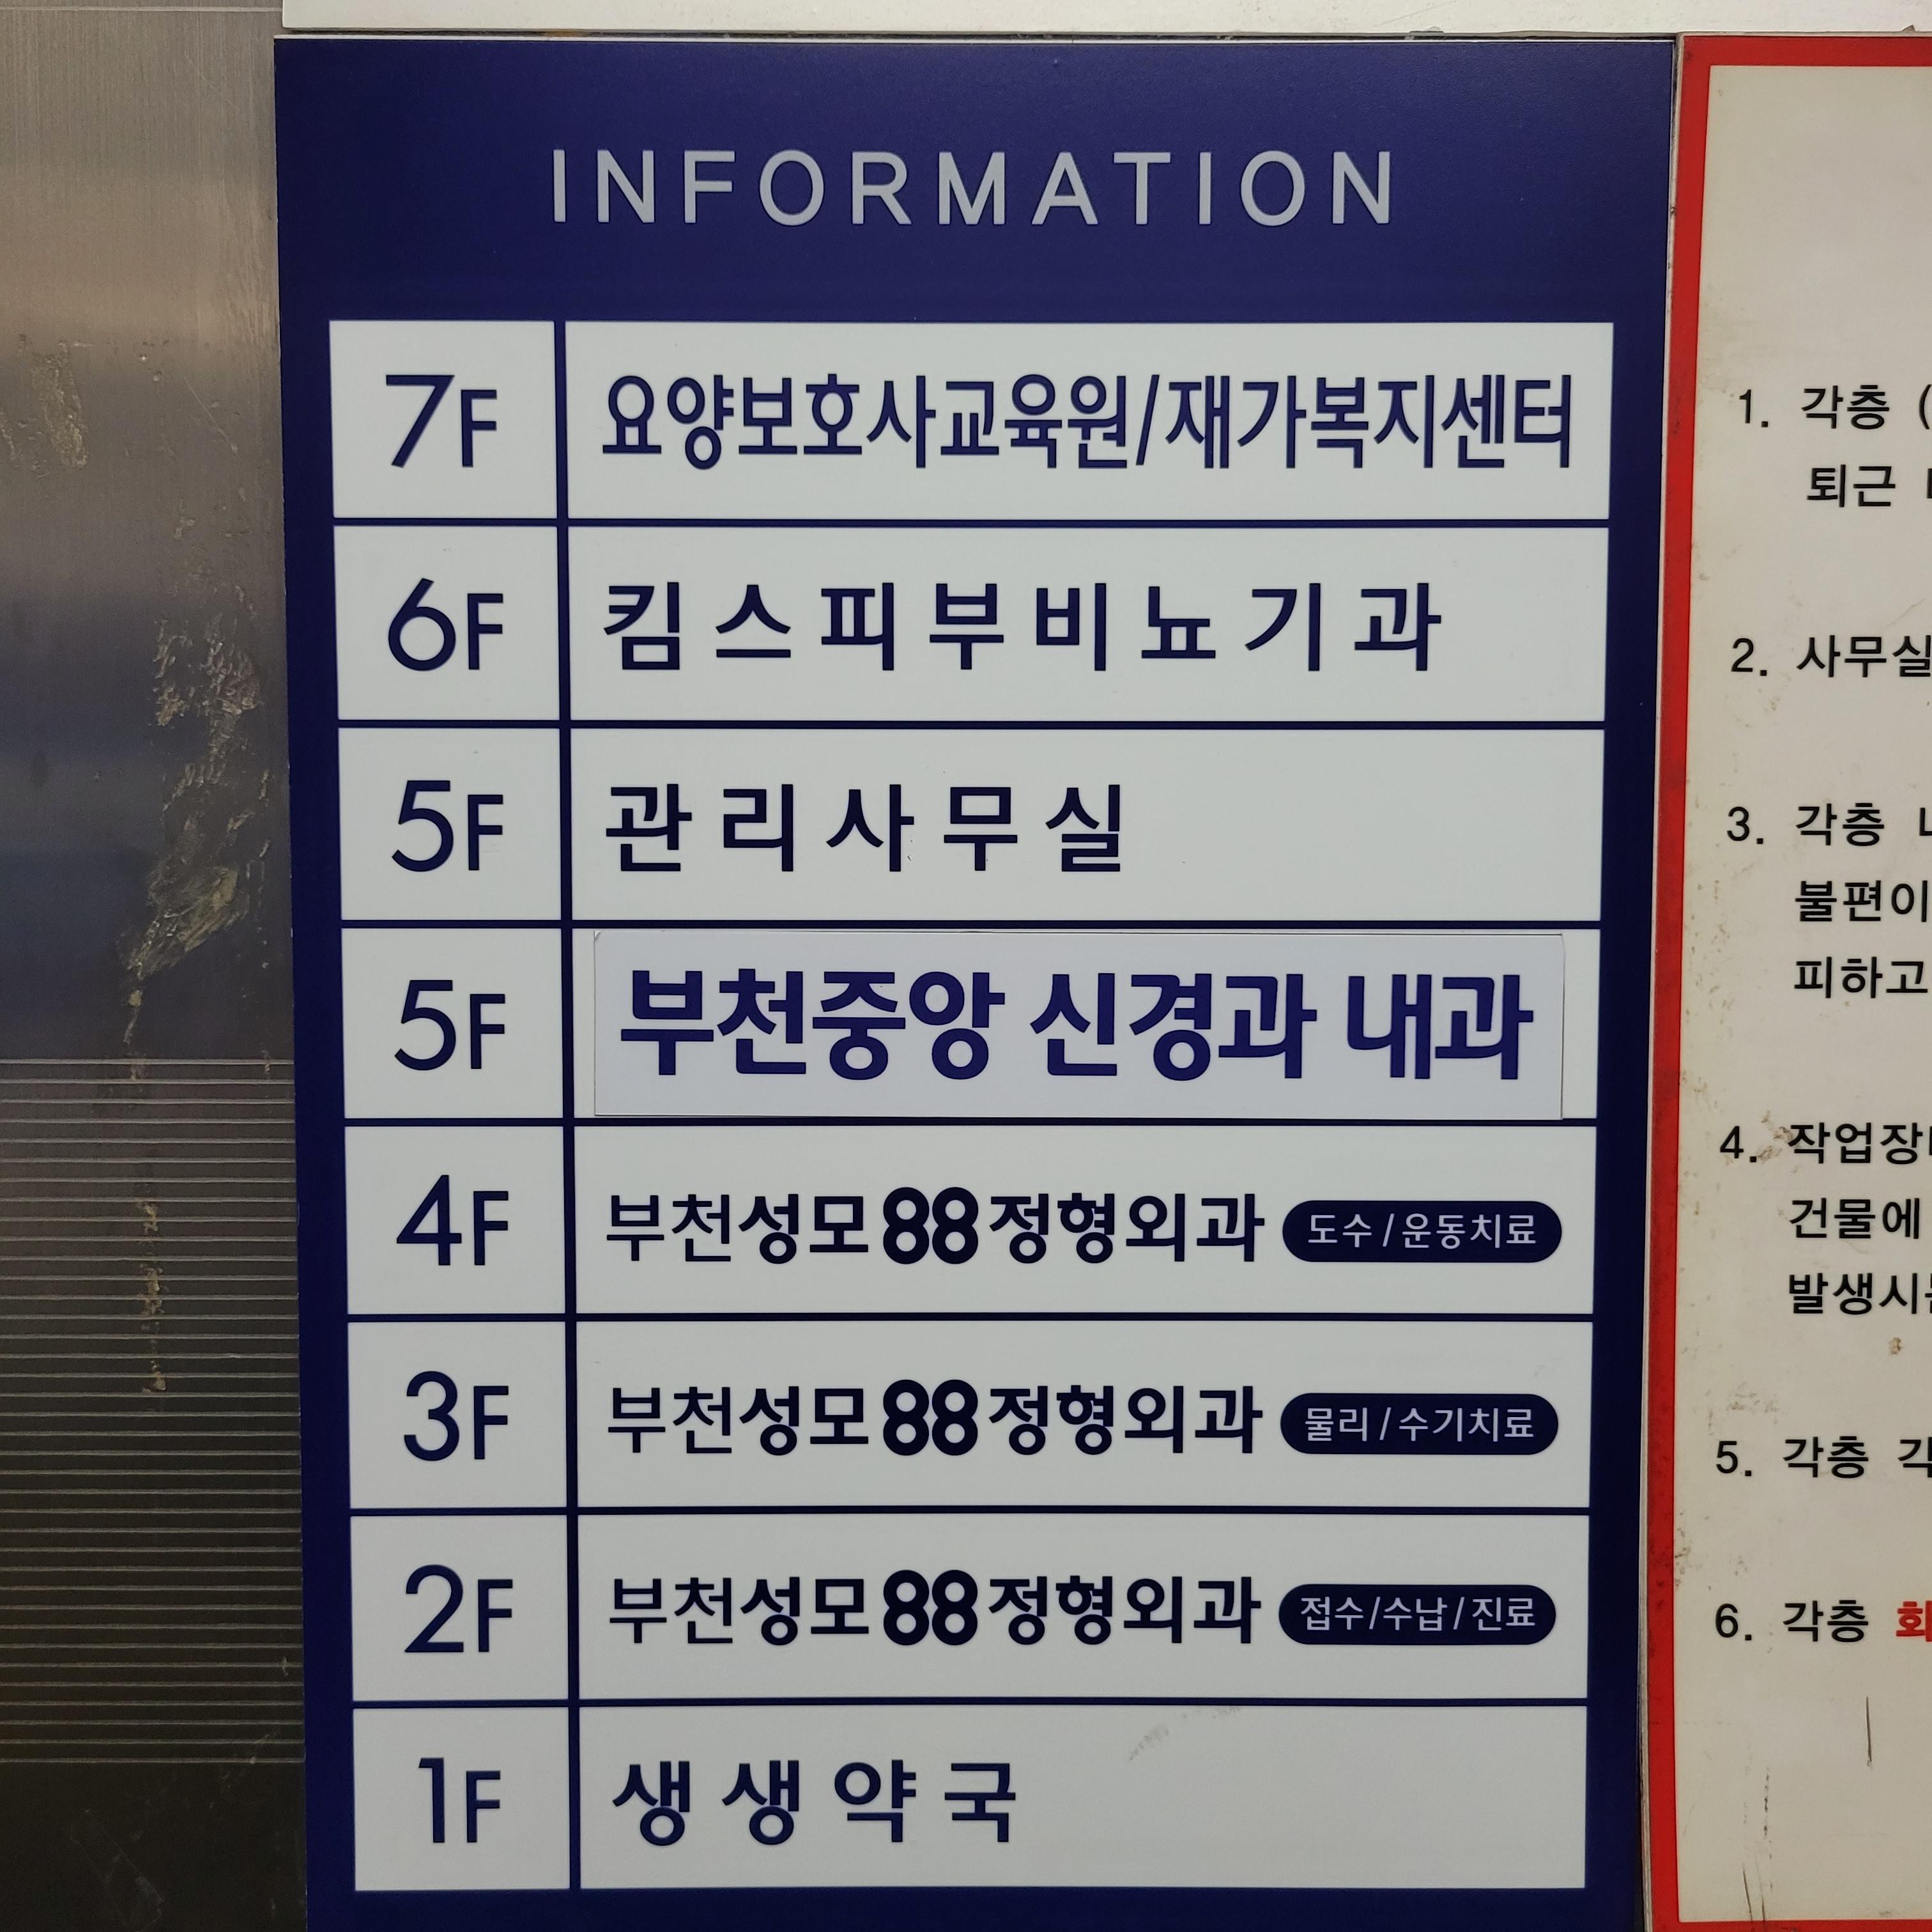 INFORMATION
7F 요양보호사교육원/재가복지센터
6F 킴스피부비뇨기과
5F 관리사무실
5F 부천중앙 신경과 내과
4F 부천성모88정형외과 도수/운동치료
3F 부천성모88정형외과 물리/수기치료
2F 부천성모88정형외과 접수/수납/진료
1F 생생약국
1. 각층 (
퇴근
2. 사무실
3. 각층
불편이
피하고
4. 작업장
건물에
발생시
5. 각층 각
6. 각층 화